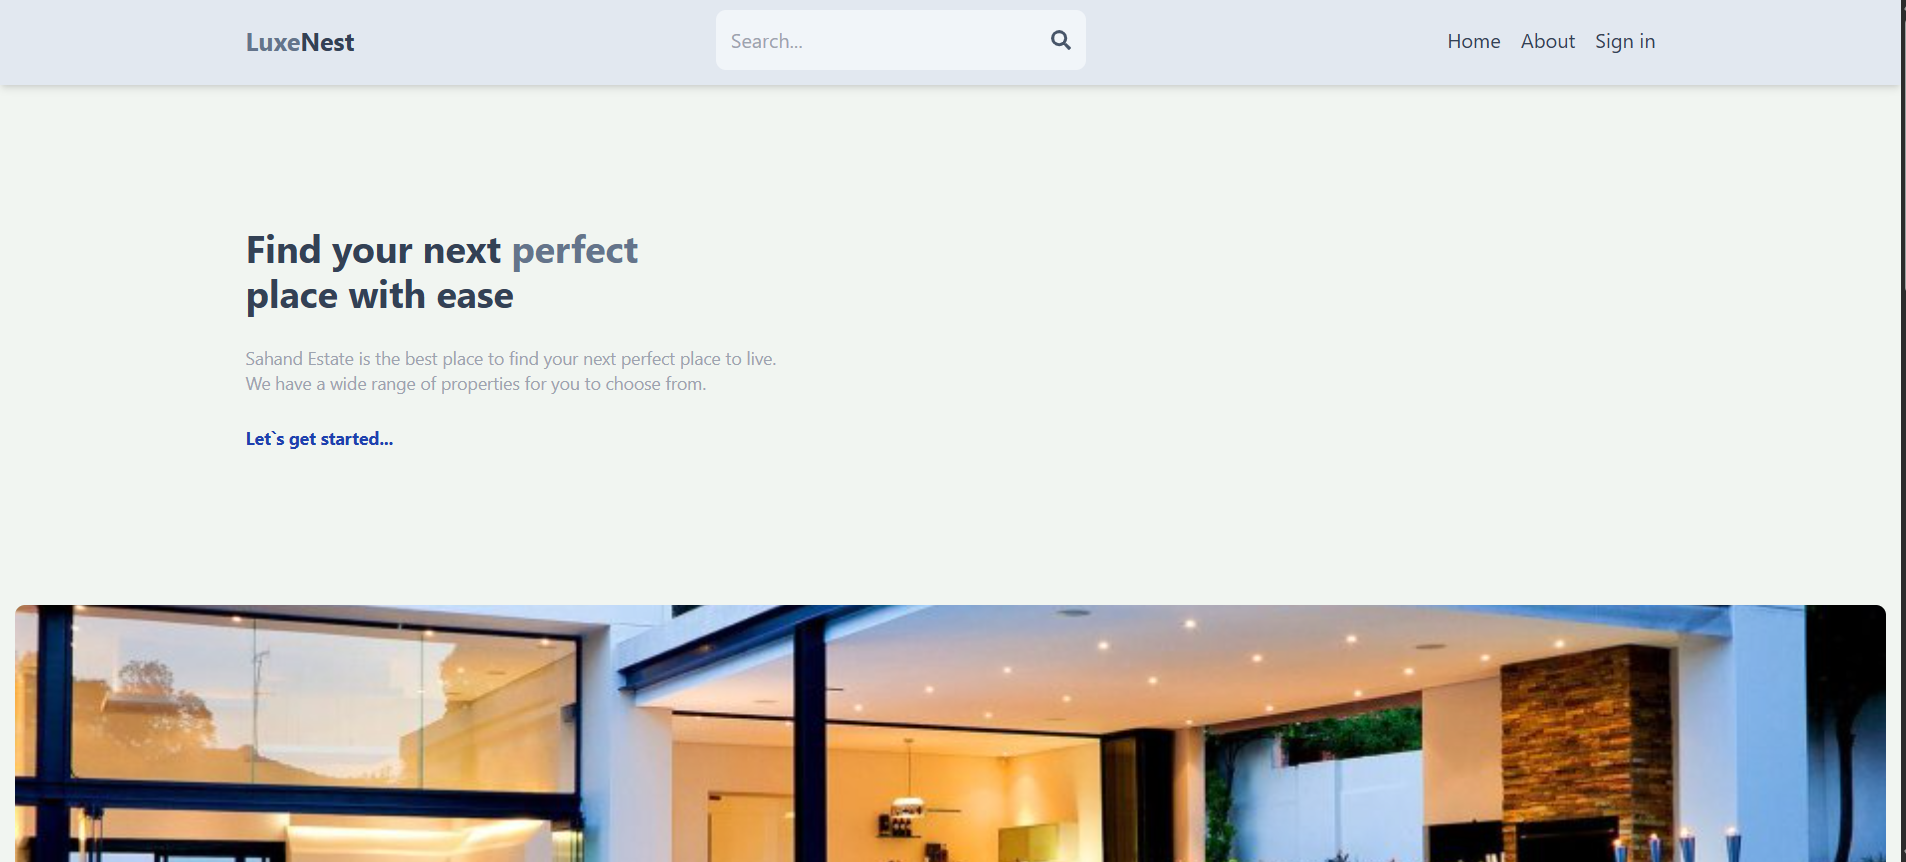 LuxeNest
Search...
Home About Sign in
Find your next perfect
place with ease
Sahand Estate is the best place to find your next perfect place to live.
We have a wide range of properties for you to choose from.
Let`s get started...